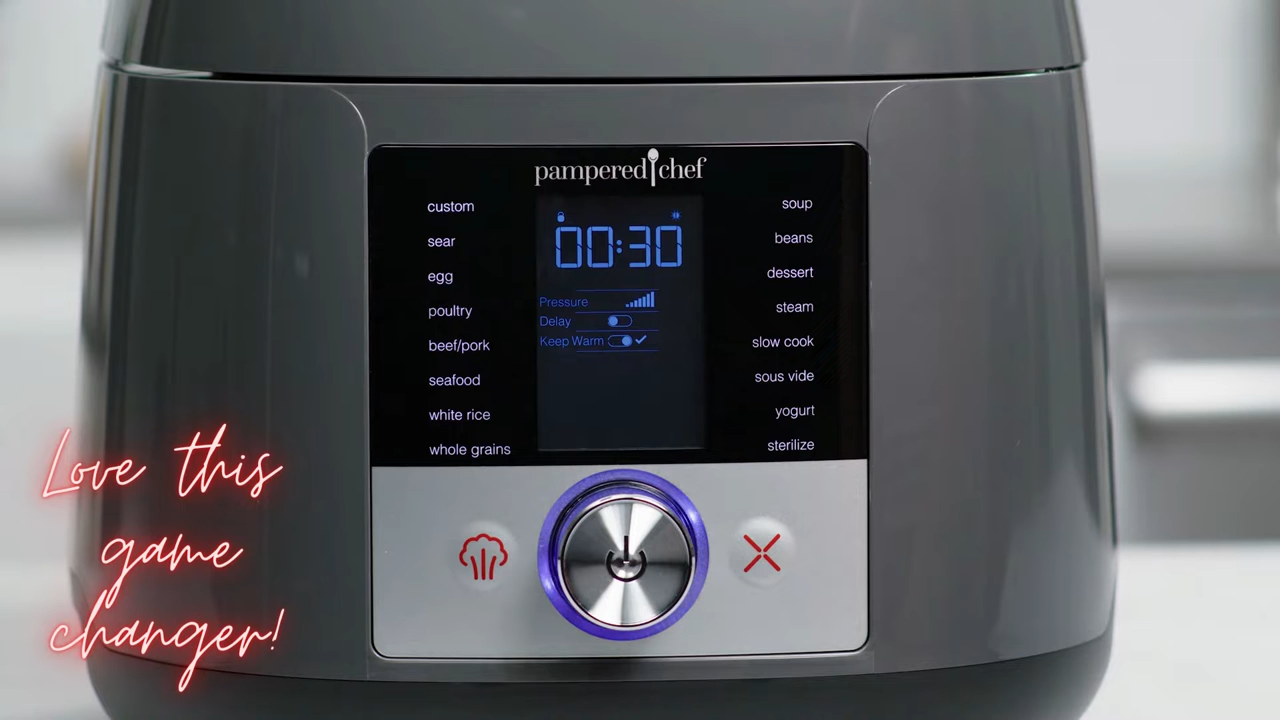 pampered chef
custom
sear
egg
poultry
beef/pork
seafood
white rice
whole grains
00:30
Pressure
Delay
Keep Warm
soup
beans
dessert
steam
slow cook
sous vide
yogurt
sterilize
Love this
game
changer!